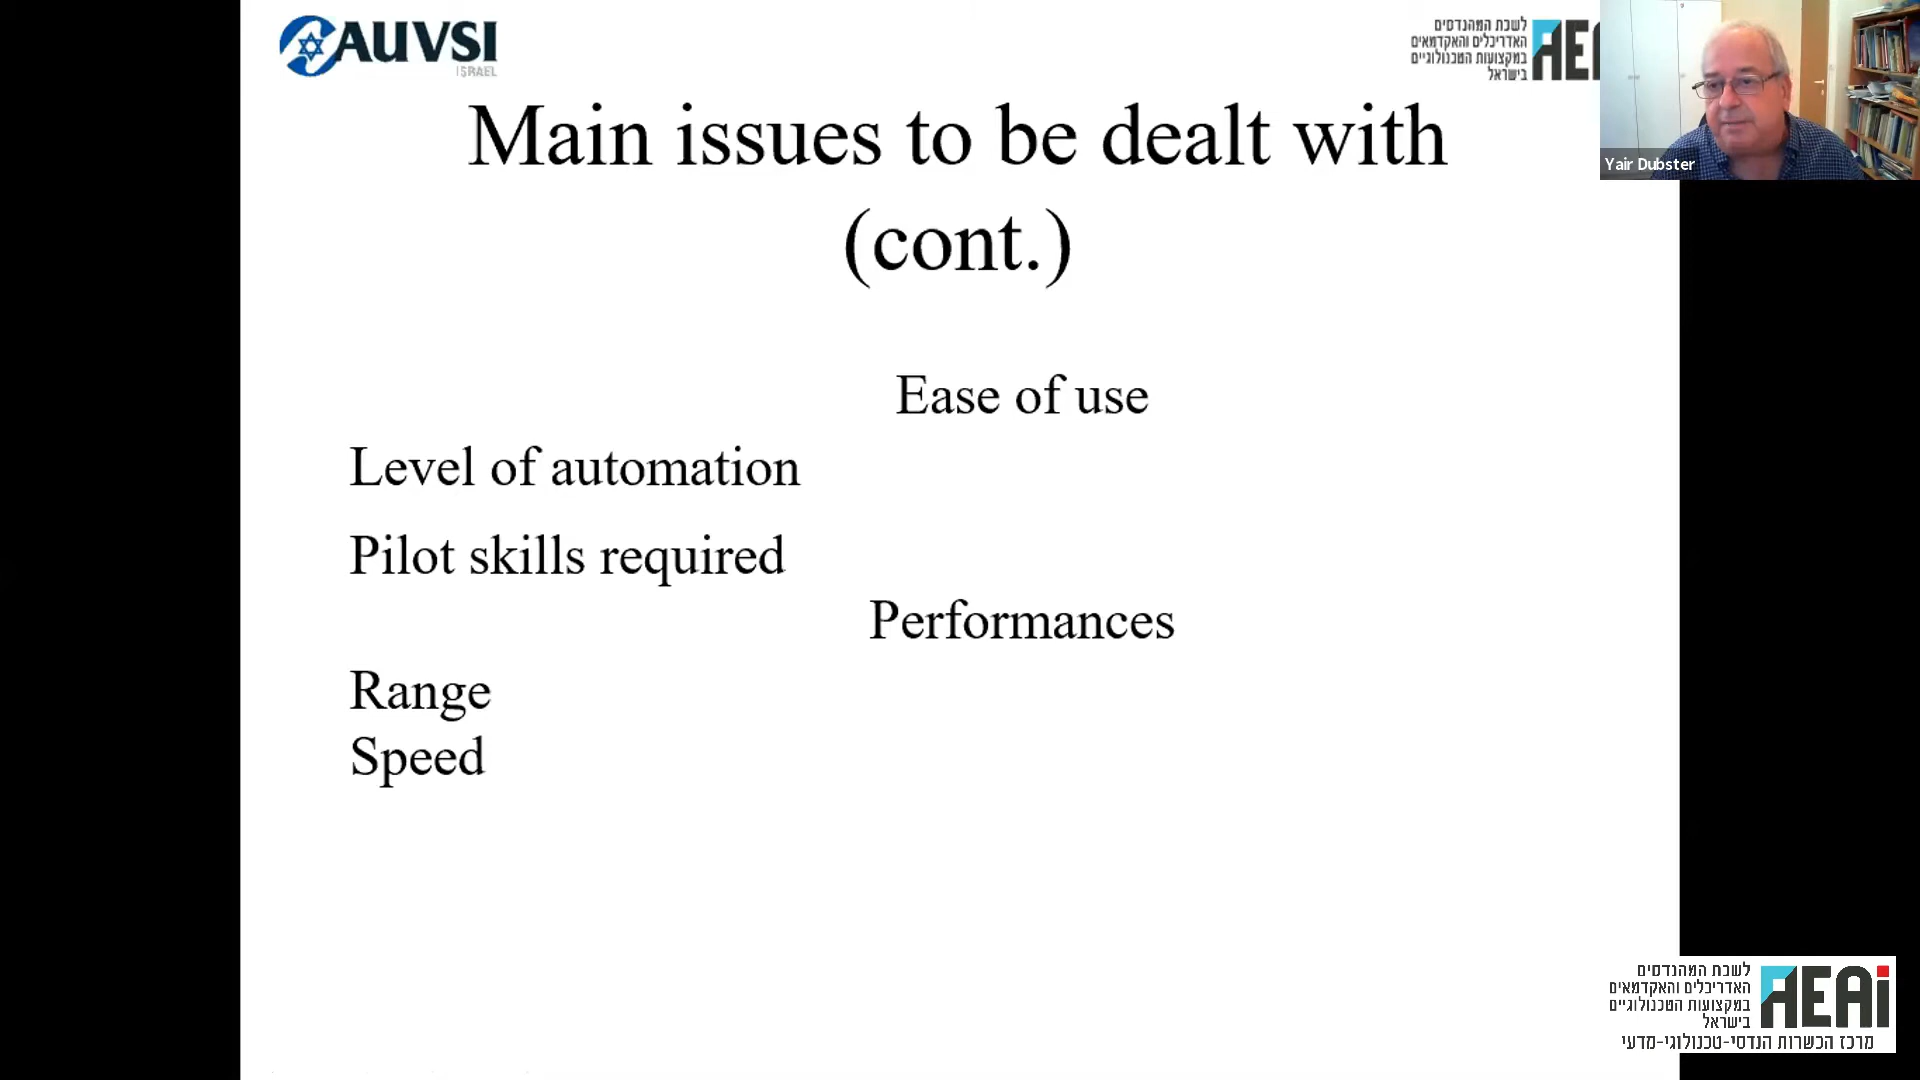 AUVSI
ISRAEL
לשכת המהנדסים
האדריכלים והאקדמאים
במקצועות הטכנולוגיים
בישראל
AE
Yair Dubster
Main issues to be dealt with
(cont.)
Ease of use
Level of automation
Pilot skills required
Performances
Range
Speed
לשכת המהנדסים
האדריכלים והאקדמאים
במקצועות הטכנולוגיים
בישראל
AEAi
מרכז הכשרות הנדסי-טכנולוגי-מדעי